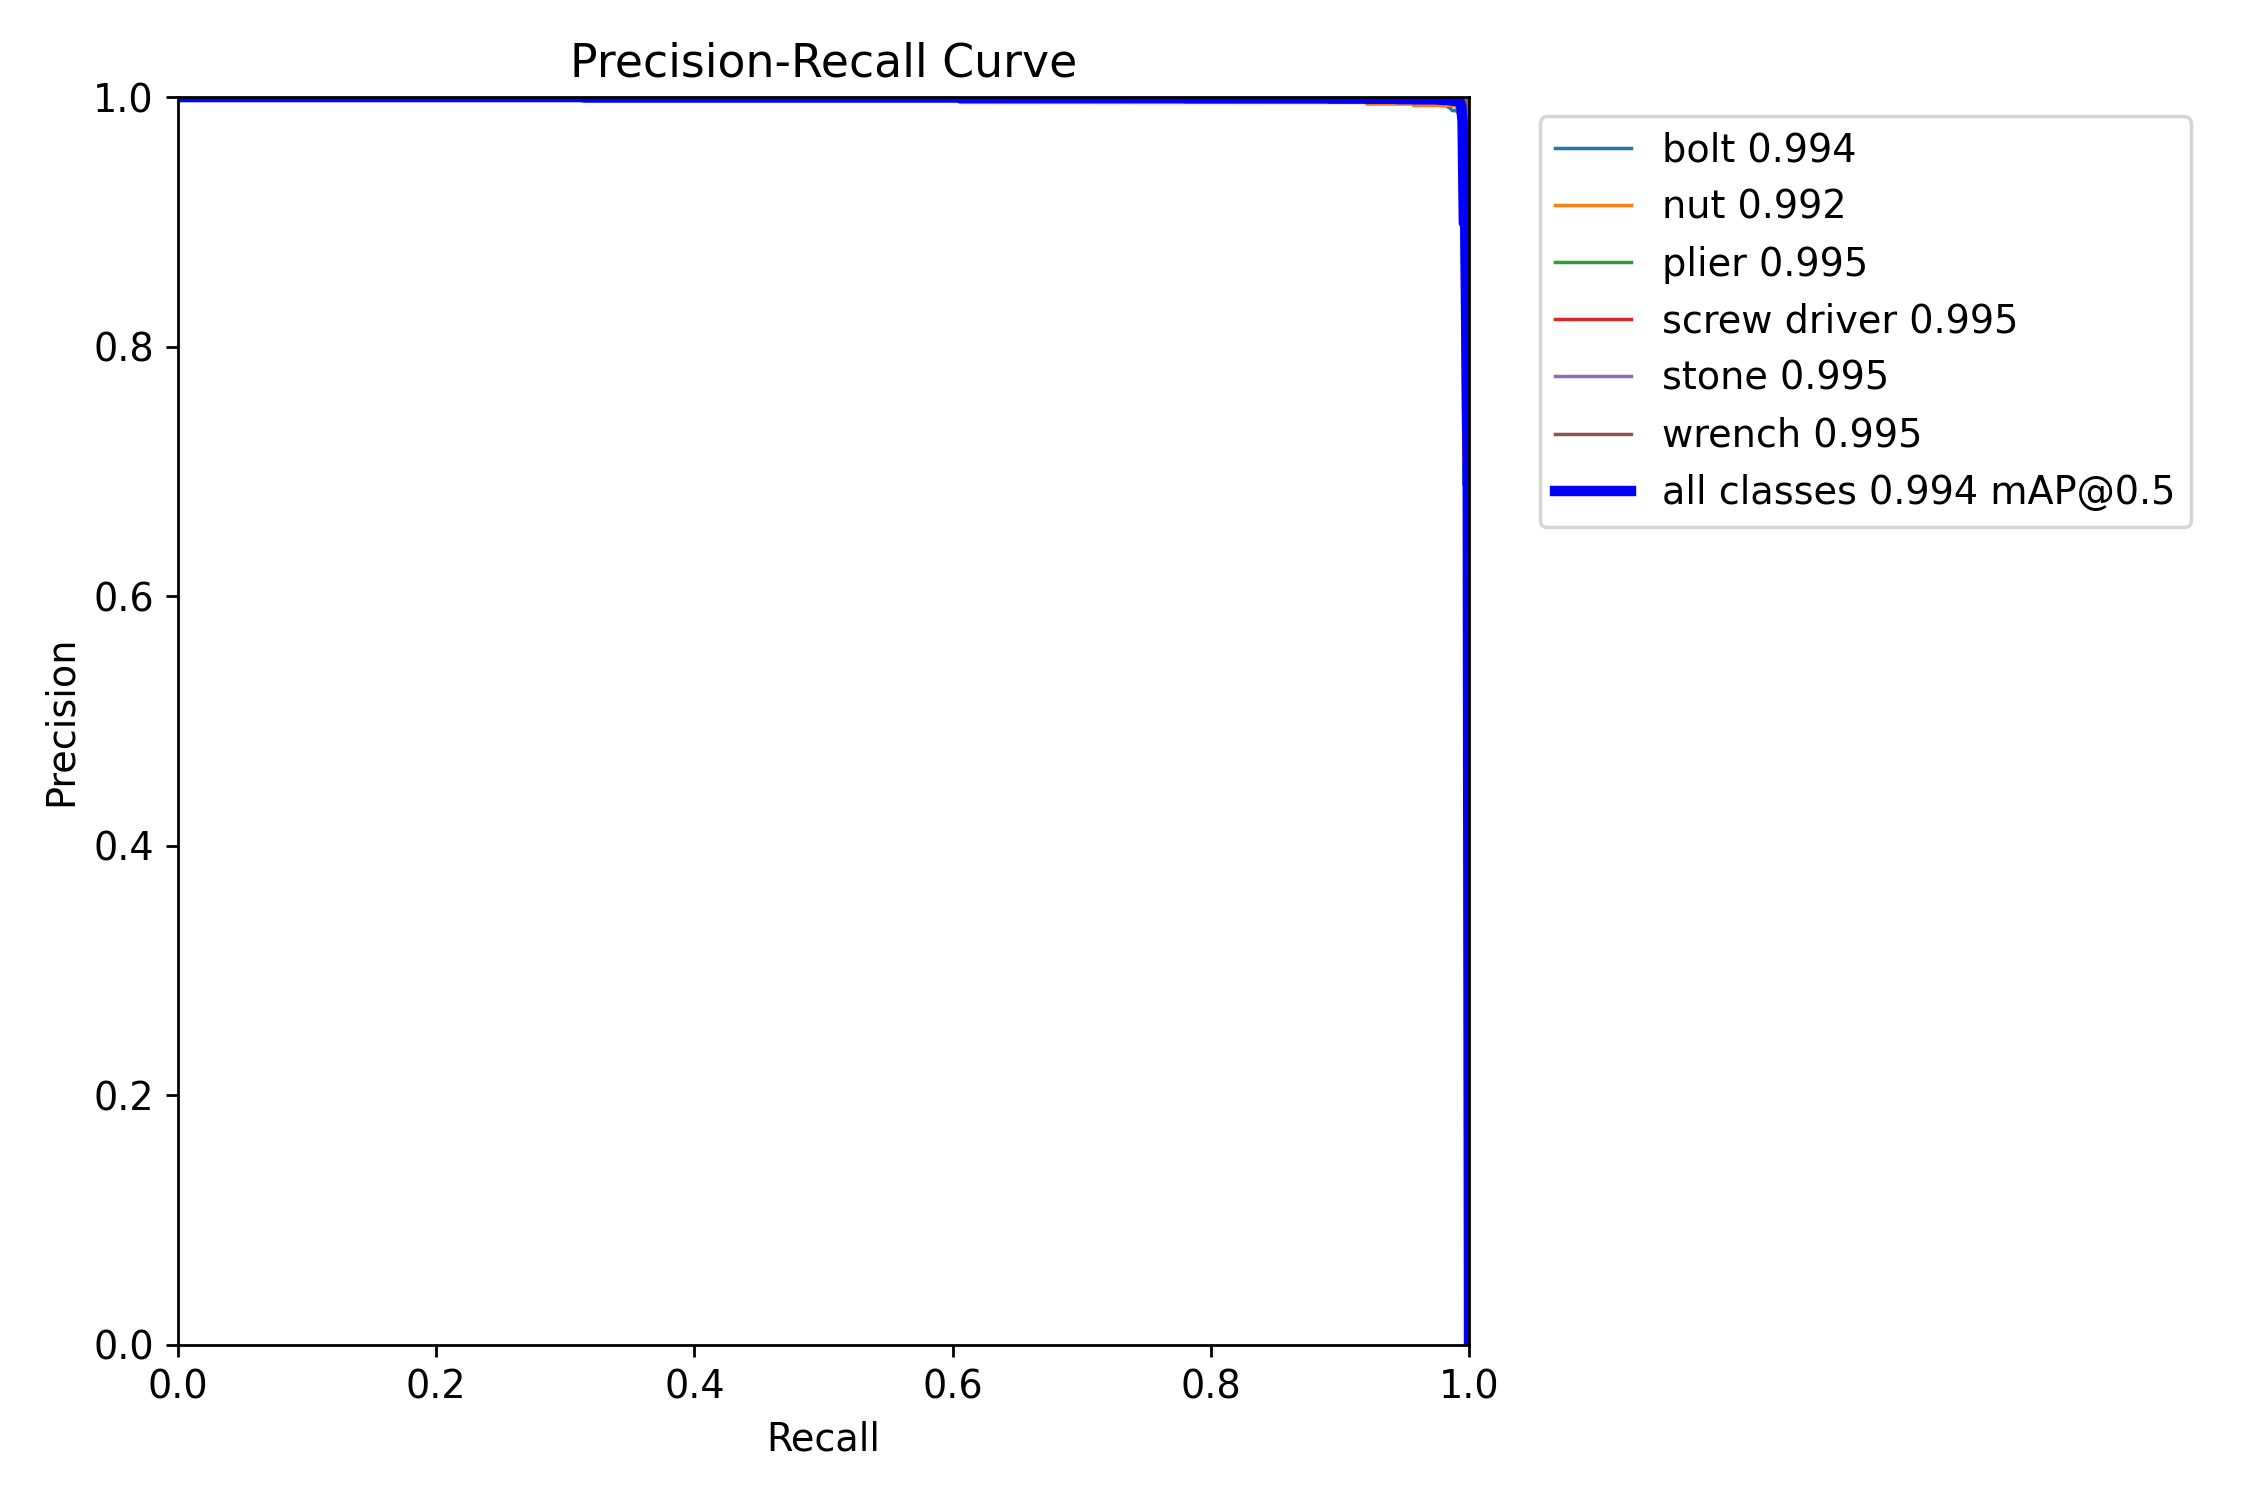 Precision-Recall Curve
1.0
0.8
0.6
0.4
0.2
0.0
Precision
0.0 0.2 0.4 0.6 0.8 1.0
Recall
bolt 0.994
nut 0.992
plier 0.995
screw driver 0.995
stone 0.995
wrench 0.995
all classes 0.994 mAP@0.5